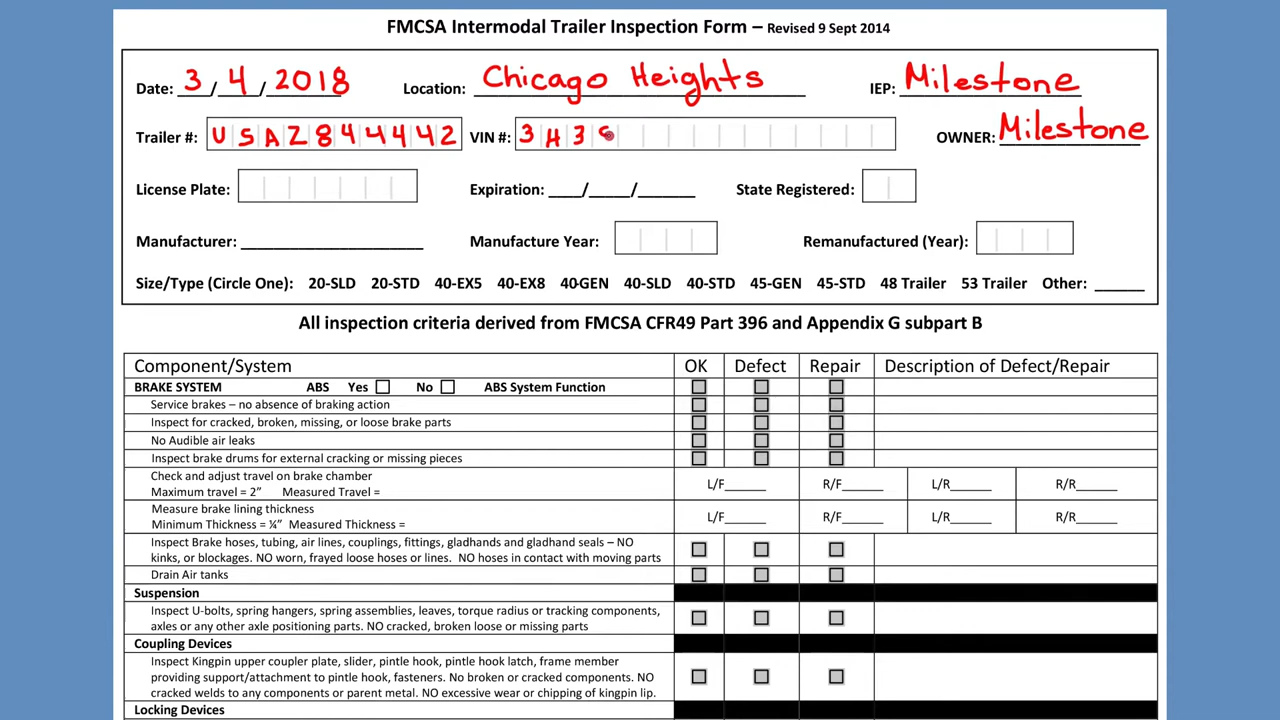 FMCSA Intermodal Trailer Inspection Form – Revised 9 Sept 2014
Date: 3/4/2018 Location: Chicago Heights IEP: Milestone
Trailer #: USAZ844442 VIN #: 3H3 OWNER: Milestone
License Plate: Expiration: ____/_____/_______ State Registered:
Manufacturer: ______________________ Manufacture Year: Remanufactured (Year):
Size/Type (Circle One): 20-SLD 20-STD 40-EX5 40-EX8 40-GEN 40-SLD 40-STD 45-GEN 45-STD 48 Trailer 53 Trailer Other: ______
All inspection criteria derived from FMCSA CFR49 Part 396 and Appendix G subpart B
Component/System OK Defect Repair Description of Defect/Repair
BRAKE SYSTEM ABS Yes No ABS System Function
Service brakes – no absence of braking action
Inspect for cracked, broken, missing, or loose brake parts
No Audible air leaks
Inspect brake drums for external cracking or missing pieces
Check and adjust travel on brake chamber
Maximum travel = 2" Measured Travel = L/F______ R/F______ L/R______ R/R______
Measure brake lining thickness
Minimum Thickness = ¼" Measured Thickness = L/F______ R/F______ L/R______ R/R______
Inspect Brake hoses, tubing, air lines, couplings, fittings, gladhands and gladhand seals – NO
kinks, or blockages. NO worn, frayed loose hoses or lines. NO hoses in contact with moving parts
Drain Air tanks
Suspension
Inspect U-bolts, spring hangers, spring assemblies, leaves, torque radius or tracking components,
axles or any other axle positioning parts. NO cracked, broken loose or missing parts
Coupling Devices
Inspect Kingpin upper coupler plate, slider, pintle hook, pintle hook latch, frame member
providing support/attachment to pintle hook, fasteners. No broken or cracked components. NO
cracked welds to any components or parent metal. NO excessive wear or chipping of kingpin lip.
Locking Devices